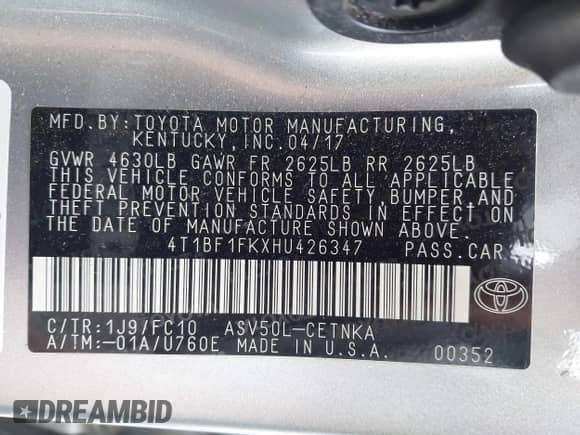 MFD.BY:TOYOTA MOTOR MANUFACTURING,
KENTUCKY,INC.04/17
GVWR 4630LB GAWR FR 2625LB RR 2625LB
THIS VEHICLE CONFORMS TO ALL APPLICABLE
FEDERAL MOTOR VEHICLE SAFETY,BUMPER,AND
THEFT PREVENTION STANDARDS IN EFFECT ON
THE DATE OF MANUFACTURE SHOWN ABOVE.
4T1BF1FKXHU426347 PASS.CAR
C/TR:1J9/FC10 ASV50L-CETNKA
A/TM:-01A/U760E MADE IN U.S.A. 00352
DREAMBID